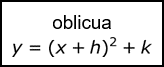 oblicua
y = (x + h)² + k